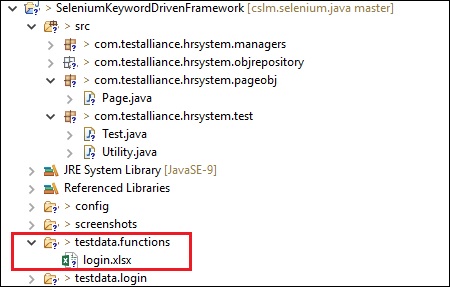 > SeleniumKeywordDrivenFramework [cslm.selenium.java master]
> src
> com.testalliance.hrsystem.managers
> com.testalliance.hrsystem.objrepository
> com.testalliance.hrsystem.pageobj
> Page.java
> com.testalliance.hrsystem.test
> Test.java
> Utility.java
JRE System Library [JavaSE-9]
Referenced Libraries
> config
> screenshots
> testdata.functions
login.xlsx
> testdata.login